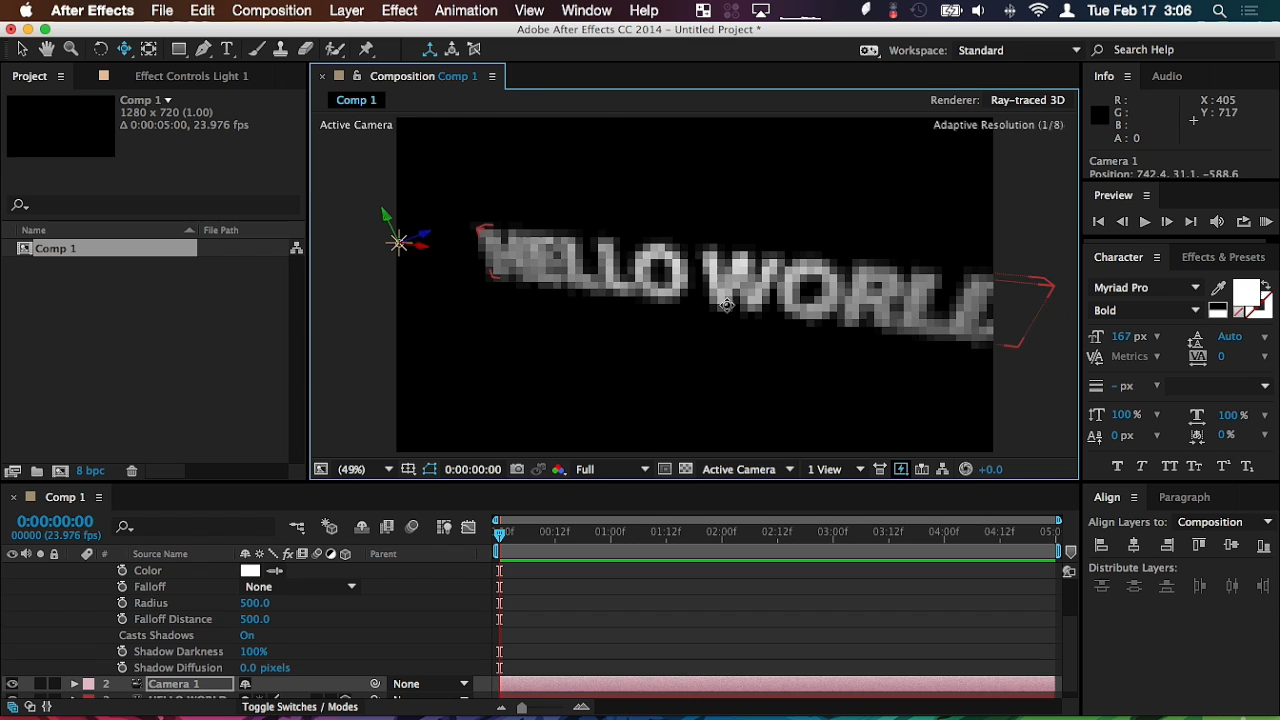 After Effects File Edit Composition Layer Effect Animation View Window Help Tue Feb 17 3:06
Adobe After Effects CC 2014 - Untitled Project *
Workspace: Standard Search Help
Project Effect Controls Light 1 Composition Comp 1 Info Audio
Comp 1
1280 x 720 (1.00)
Δ 0:00:05:00, 23.976 fps
Comp 1 Renderer: Ray-traced 3D
Active Camera Adaptive Resolution (1/8)
R: X: 405
G: Y: 717
B:
A: 0
Camera 1
Position: 742.4, 31.1, -588.6
Preview
Name File Path
Comp 1
HELLO WORLD
Character Effects & Presets
Myriad Pro
Bold
167 px Auto
Metrics 0
- px
100 % 100 %
0 px 0 %
T T TT Tт T¹ T₁
8 bpc
(49%) 0:00:00:00 Full Active Camera 1 View +0.0
Comp 1
0:00:00:00
00000 (23.976 fps)
00f 00:12f 01:00f 01:12f 02:00f 02:12f 03:00f 03:12f 04:00f 04:12f 05:0
# Source Name Parent
Color
Falloff None
Radius 500.0
Falloff Distance 500.0
Casts Shadows On
Shadow Darkness 100%
Shadow Diffusion 0.0 pixels
2 Camera 1 None
Toggle Switches / Modes
Align Paragraph
Align Layers to: Composition
Distribute Layers: